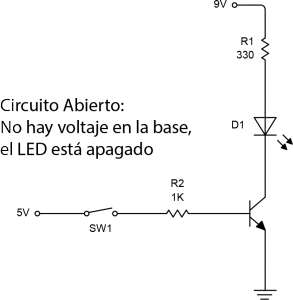 9V
R1
330
Circuito Abierto:
No hay voltaje en la base,
el LED está apagado
D1
R2
1K
5V
SW1